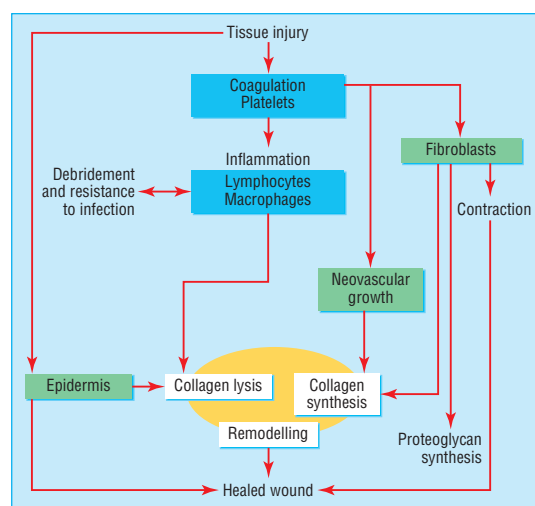 Tissue injury
Coagulation
Platelets
Fibroblasts
Inflammation
Debridement
and resistance
to infection
Lymphocytes
Macrophages
Contraction
Neovascular
growth
Epidermis
Collagen lysis
Collagen
synthesis
Remodelling
Proteoglycan
synthesis
Healed wound